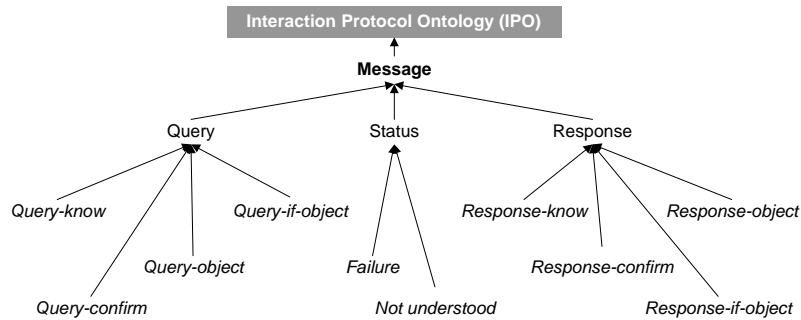 Interaction Protocol Ontology (IPO)
Message
Query
Status
Response
Query-know
Query-if-object
Response-know
Response-object
Query-object
Failure
Response-confirm
Query-confirm
Not understood
Response-if-object